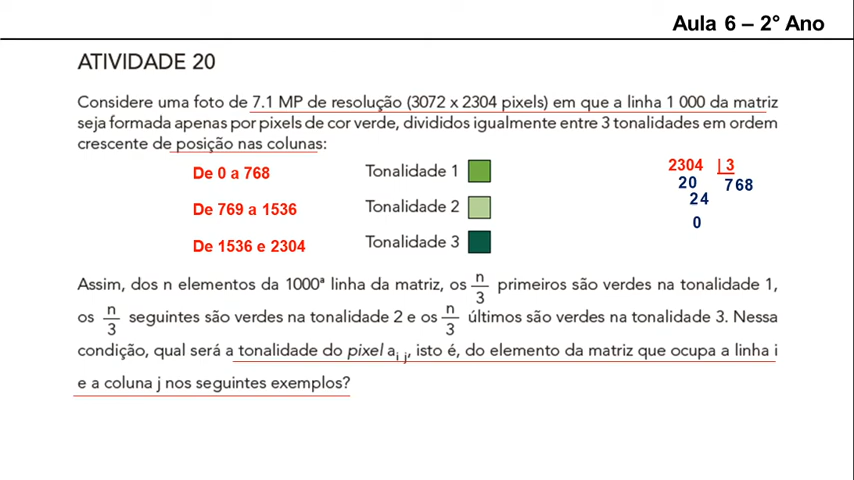 Aula 6 – 2° Ano
ATIVIDADE 20
Considere uma foto de 7.1 MP de resolução (3072 x 2304 pixels) em que a linha 1 000 da matriz
seja formada apenas por pixels de cor verde, divididos igualmente entre 3 tonalidades em ordem
crescente de posição nas colunas:
De 0 a 768
Tonalidade 1
2304 | 3
20 768
24
0
De 769 a 1536
Tonalidade 2
De 1536 e 2304
Tonalidade 3
Assim, dos n elementos da 1000ª linha da matriz, os n/3 primeiros são verdes na tonalidade 1,
os n/3 seguintes são verdes na tonalidade 2 e os n/3 últimos são verdes na tonalidade 3. Nessa
condição, qual será a tonalidade do pixel a i j, isto é, do elemento da matriz que ocupa a linha i
e a coluna j nos seguintes exemplos?